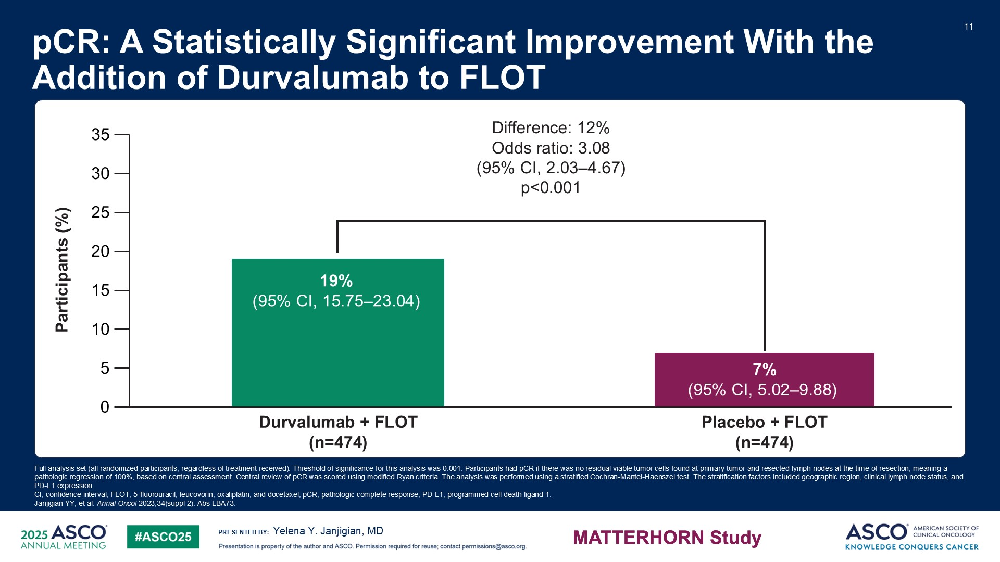 11
pCR: A Statistically Significant Improvement With the
Addition of Durvalumab to FLOT
Difference: 12%
Odds ratio: 3.08
(95% CI, 2.03–4.67)
p<0.001
Participants (%)
35
30
25
20
15
10
5
0
19%
(95% CI, 15.75–23.04)
7%
(95% CI, 5.02–9.88)
Durvalumab + FLOT
(n=474)
Placebo + FLOT
(n=474)
Full analysis set (all randomized participants, regardless of treatment received). Threshold of significance for this analysis was 0.001. Participants had pCR if there was no residual viable tumor cells found at primary tumor and resected lymph nodes at the time of resection, meaning a
pathologic regression of 100%, based on central assessment. Central review of pCR was scored using modified Ryan criteria. The analysis was performed using a stratified Cochran-Mantel-Haenszel test. The stratification factors included geographic region, clinical lymph node status, and
PD-L1 expression.
CI, confidence interval; FLOT, 5-fluorouracil, leucovorin, oxaliplatin, and docetaxel; pCR, pathologic complete response; PD-L1, programmed cell death ligand-1.
Janjigian YY, et al. Annal Oncol 2023;34(suppl 2). Abs LBA73.
2025 ASCO®
ANNUAL MEETING
#ASCO25
PRESENTED BY: Yelena Y. Janjigian, MD
Presentation is property of the author and ASCO. Permission required for reuse; contact permissions@asco.org.
MATTERHORN Study
ASCO® AMERICAN SOCIETY OF
CLINICAL ONCOLOGY
KNOWLEDGE CONQUERS CANCER